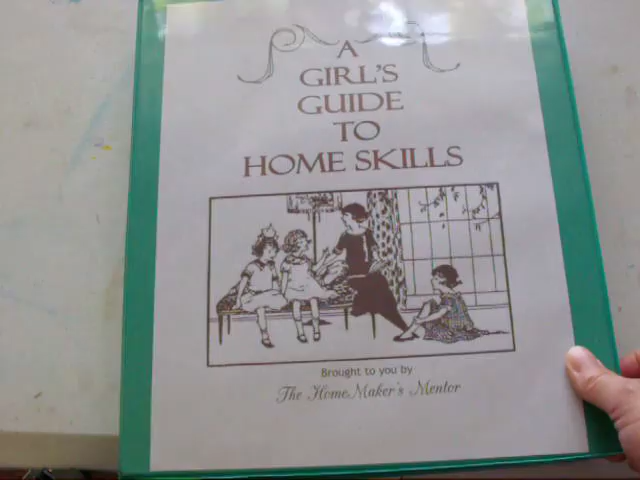 A
GIRL'S
GUIDE
TO
HOME SKILLS
Brought to you by
The HomeMaker's Mentor